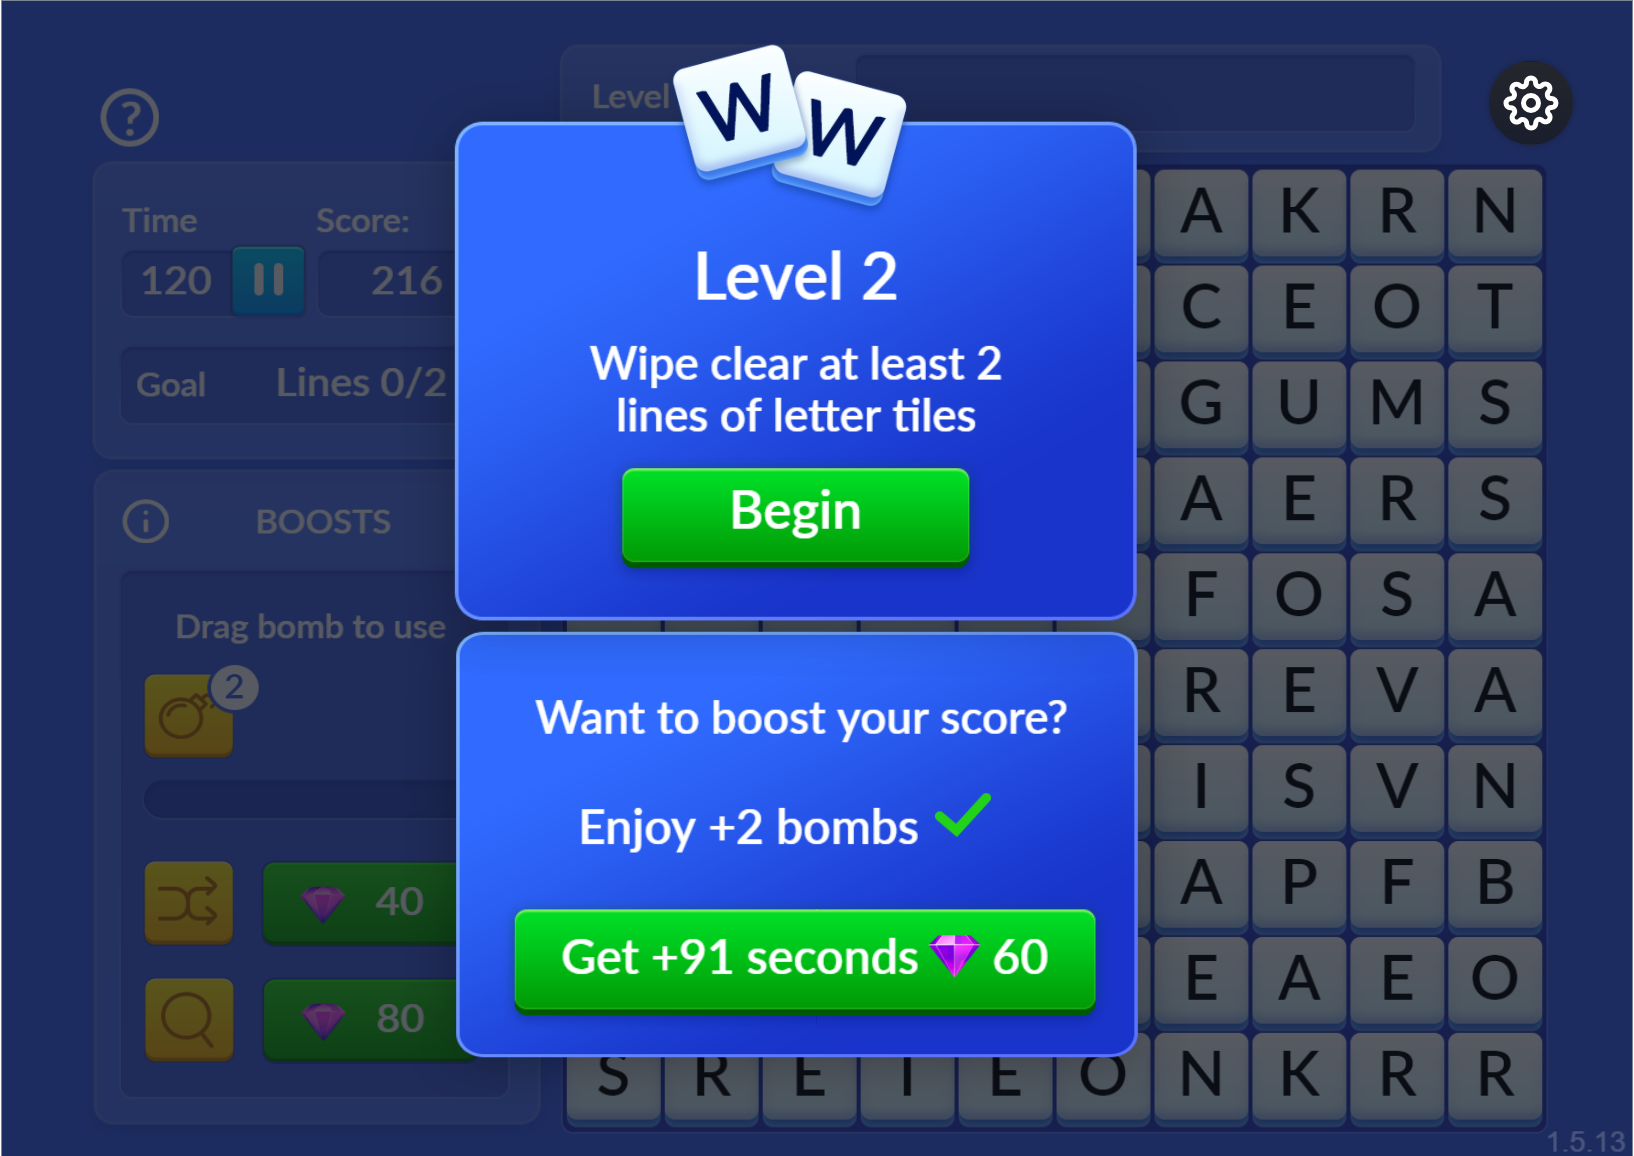 Level
W W
?
Time Score:
120 216
Goal Lines 0/2
i BOOSTS
Drag bomb to use
2
40
80
Level 2
Wipe clear at least 2
lines of letter tiles
Begin
Want to boost your score?
Enjoy +2 bombs
Get +91 seconds 60
A K R N
C E O T
G U M S
A E R S
F O S A
R E V A
I S V N
A P F B
E A E O
S R E T E O N K R R
1.5.13